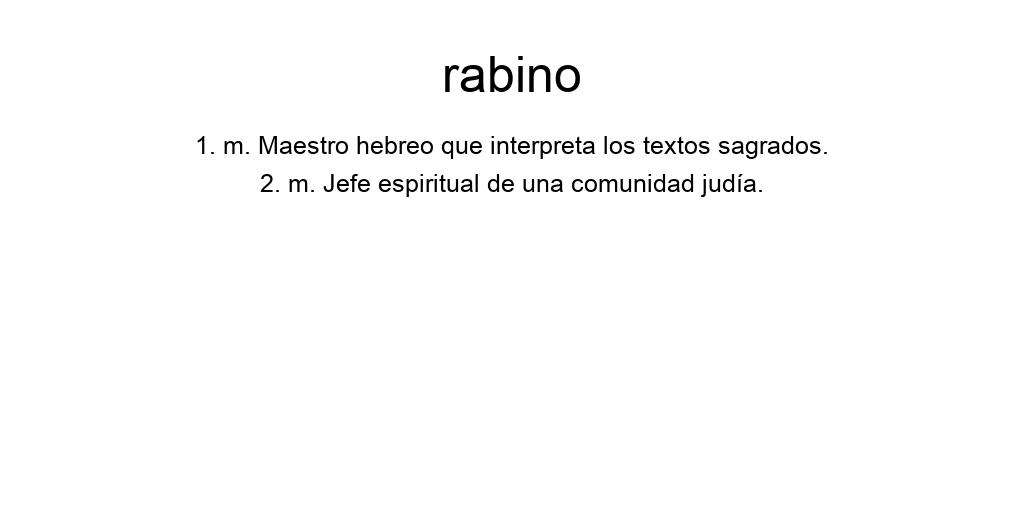 rabino
1. m. Maestro hebreo que interpreta los textos sagrados.
2. m. Jefe espiritual de una comunidad judía.